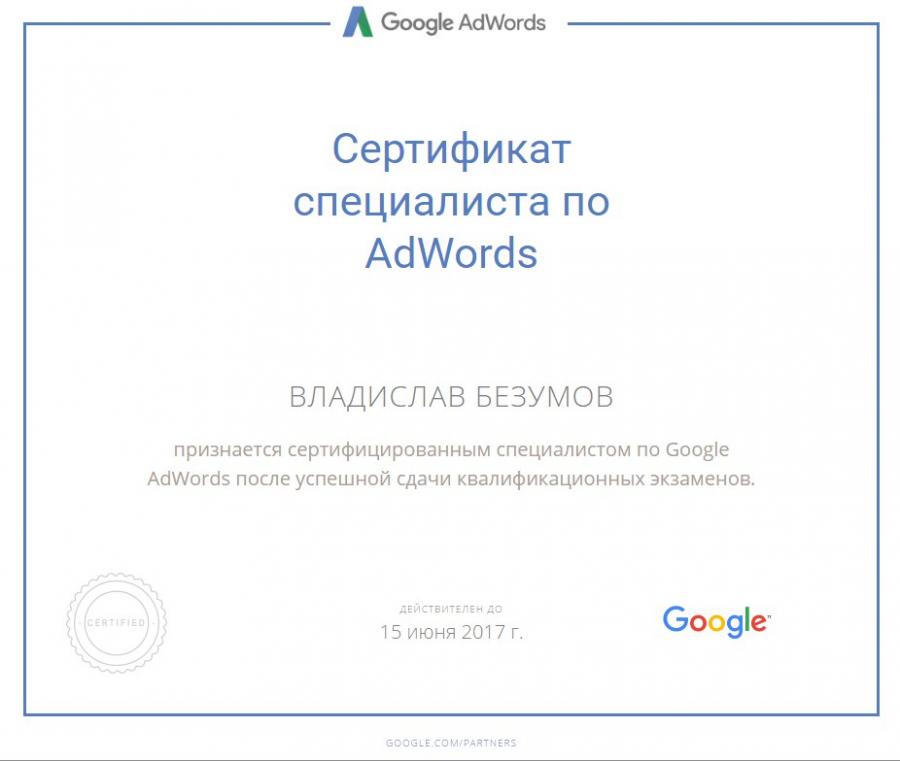 Google AdWords
Сертификат
специалиста по
AdWords
ВЛАДИСЛАВ БЕЗУМОВ
признается сертифицированным специалистом по Google
AdWords после успешной сдачи квалификационных экзаменов.
CERTIFIED
ДЕЙСТВИТЕЛЕН ДО
15 июня 2017 г.
Google™
GOOGLE.COM/PARTNERS